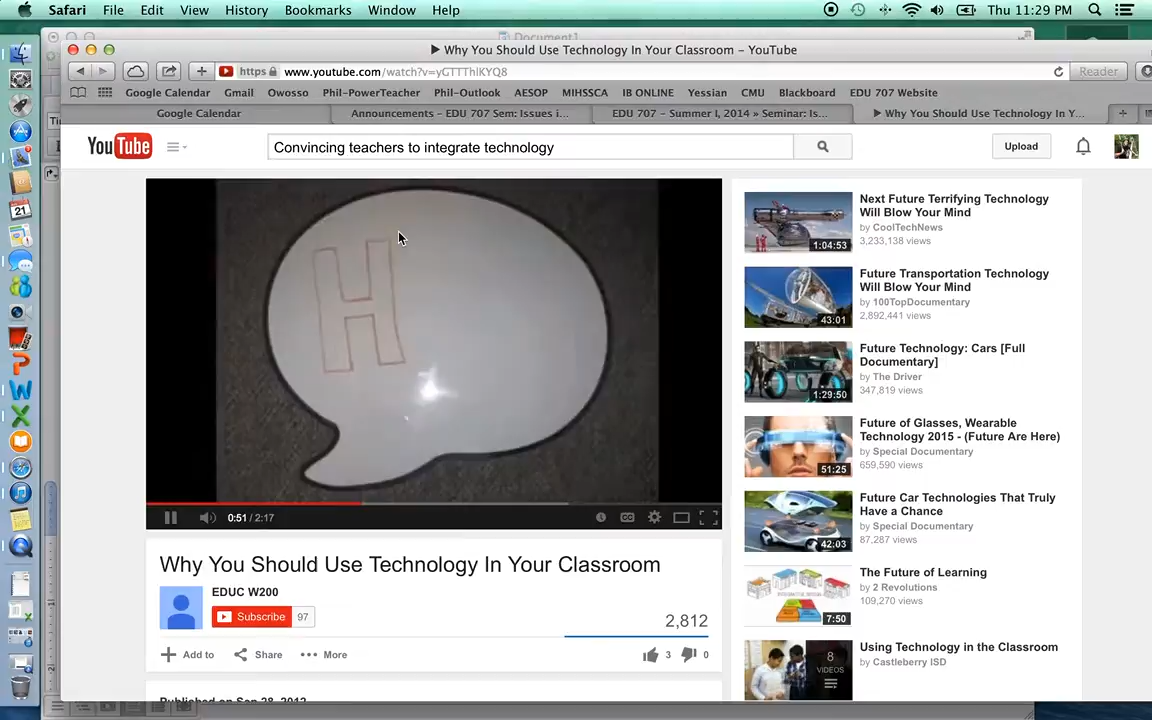 Safari File Edit View History Bookmarks Window Help Thu 11:29 PM
Document1
Why You Should Use Technology In Your Classroom – YouTube
https www.youtube.com/watch?v=yGTTThlKYQ8 Reader
Google Calendar Gmail Owosso Phil-PowerTeacher Phil-Outlook AESOP MIHSSCA IB ONLINE Yessian CMU Blackboard EDU 707 Website
Google Calendar Announcements – EDU 707 Sem: Issues i... EDU 707 – Summer I, 2014 » Seminar: Is... Why You Should Use Technology In Y...
YouTube Convincing teachers to integrate technology Upload
H
0:51 / 2:17
Why You Should Use Technology In Your Classroom
EDUC W200
Subscribe 97
2,812
Add to Share More 3 0
Published on Sep 28, 2012
Next Future Terrifying Technology
Will Blow Your Mind
by CoolTechNews
3,233,138 views
1:04:53
Future Transportation Technology
Will Blow Your Mind
by 100TopDocumentary
2,892,441 views
43:01
Future Technology: Cars [Full
Documentary]
by The Driver
347,819 views
1:29:50
Future of Glasses, Wearable
Technology 2015 - (Future Are Here)
by Special Documentary
659,590 views
51:25
Future Car Technologies That Truly
Have a Chance
by Special Documentary
87,287 views
42:03
The Future of Learning
by 2 Revolutions
109,270 views
7:50
Using Technology in the Classroom
by Castleberry ISD
8
VIDEOS
21